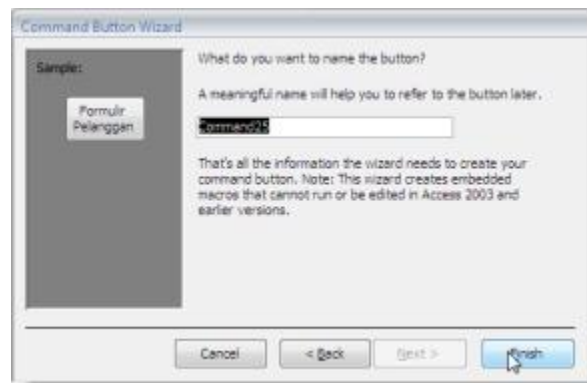 Command Button Wizard
Sample:
Formulir
Pelanggan
What do you want to name the button?
A meaningful name will help you to refer to the button later.
Command25
That's all the information the wizard needs to create your
command button. Note: This wizard creates embedded
macros that cannot run or be edited in Access 2003 and
earlier versions.
Cancel
< Back
Next >
Finish